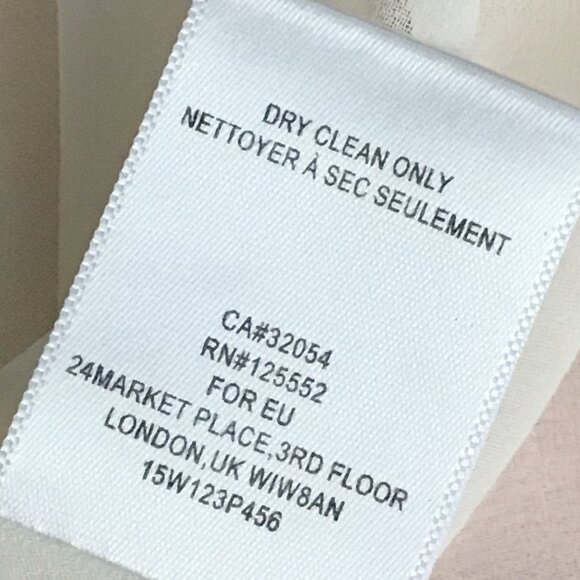 DRY CLEAN ONLY
NETTOYER À SEC SEULEMENT
CA#32054
RN#125552
FOR EU
24MARKET PLACE,3RD FLOOR
LONDON,UK WIW8AN
15W123P456